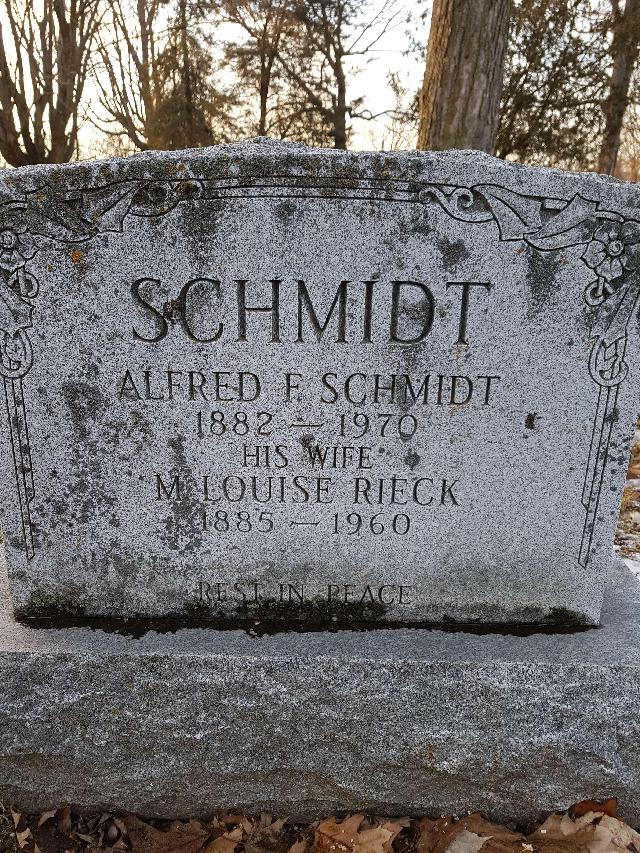 SCHMIDT
ALFRED F. SCHMIDT
1882 — 1970
HIS WIFE
M. LOUISE RIECK
1885 — 1960
REST IN PEACE